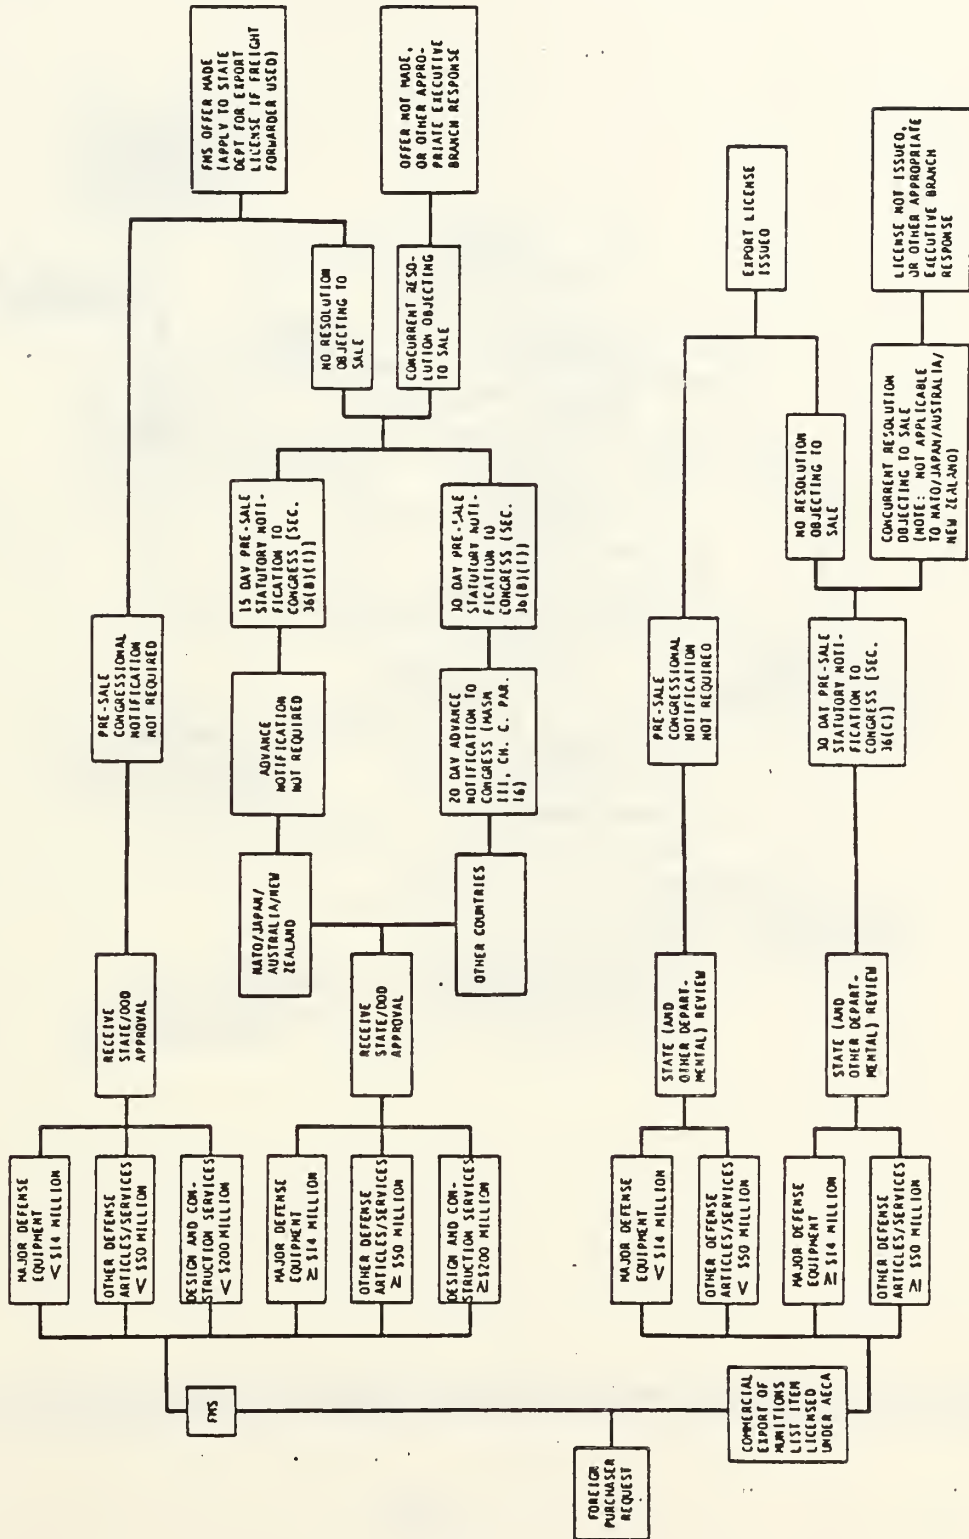 FOREIGN
PURCHASER
REQUEST
FMS
COMMERCIAL
EXPORT OF
MUNITIONS
LIST ITEM
LICENSED
UNDER AECA
MAJOR DEFENSE
EQUIPMENT
< $14 MILLION
OTHER DEFENSE
ARTICLES/SERVICES
< $50 MILLION
DESIGN AND CON-
STRUCTION SERVICES
< $200 MILLION
MAJOR DEFENSE
EQUIPMENT
≥ $14 MILLION
OTHER DEFENSE
ARTICLES/SERVICES
≥ $50 MILLION
DESIGN AND CON-
STRUCTION SERVICES
≥ $200 MILLION
RECEIVE
STATE/DOD
APPROVAL
RECEIVE
STATE/DOD
APPROVAL
NATO/JAPAN/
AUSTRALIA/NEW
ZEALAND
OTHER COUNTRIES
PRE-SALE
CONGRESSIONAL
NOTIFICATION
NOT REQUIRED
ADVANCE
NOTIFICATION
NOT REQUIRED
20 DAY ADVANCE
NOTIFICATION TO
CONGRESS (MASM
III, CH. C. PAR.
16)
15 DAY PRE-SALE
STATUTORY NOTI-
FICATION TO
CONGRESS [SEC.
36(B)(1)]
30 DAY PRE-SALE
STATUTORY NOTI-
FICATION TO
CONGRESS [SEC.
36(B)(1)]
NO RESOLUTION
OBJECTING TO
SALE
CONCURRENT RESO-
LUTION OBJECTING
TO SALE
FMS OFFER MADE
(APPLY TO STATE
DEPT FOR EXPORT
LICENSE IF FREIGHT
FORWARDER USED)
OFFER NOT MADE,
OR OTHER APPRO-
PRIATE EXECUTIVE
BRANCH RESPONSE
MAJOR DEFENSE
EQUIPMENT
< $14 MILLION
OTHER DEFENSE
ARTICLES/SERVICES
< $50 MILLION
MAJOR DEFENSE
EQUIPMENT
≥ $14 MILLION
OTHER DEFENSE
ARTICLES/SERVICES
≥ $50 MILLION
STATE (AND
OTHER DEPART-
MENTAL) REVIEW
STATE (AND
OTHER DEPART-
MENTAL) REVIEW
PRE-SALE
CONGRESSIONAL
NOTIFICATION
NOT REQUIRED
30 DAY PRE-SALE
STATUTORY NOTI-
FICATION TO
CONGRESS [SEC.
36(C)]
NO RESOLUTION
OBJECTING TO
SALE
CONCURRENT RESOLUTION
OBJECTING TO SALE
(NOTE: NOT APPLICABLE
TO NATO/JAPAN/AUSTRALIA/
NEW ZEALAND)
EXPORT LICENSE
ISSUED
LICENSE NOT ISSUED,
OR OTHER APPROPRIATE
EXECUTIVE BRANCH
RESPONSE